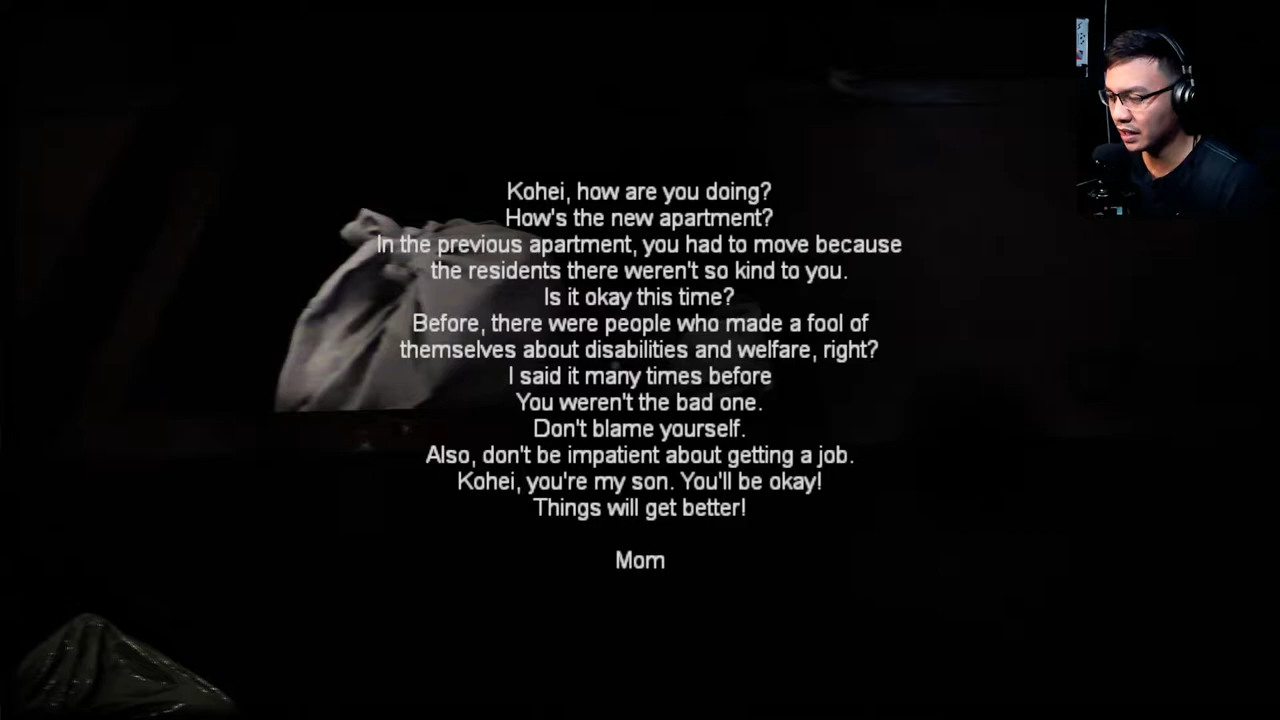 Kohei, how are you doing?
How's the new apartment?
In the previous apartment, you had to move because
the residents there weren't so kind to you.
Is it okay this time?
Before, there were people who made a fool of
themselves about disabilities and welfare, right?
I said it many times before
You weren't the bad one.
Don't blame yourself.
Also, don't be impatient about getting a job.
Kohei, you're my son. You'll be okay!
Things will get better!
Mom